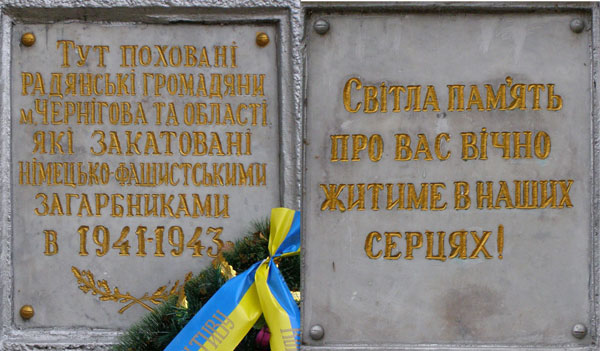 Тут поховані
радянські громадяни
м.Чернігова та області
які закатовані
німецько-фашистськими
загарбниками
в 1941-1943
Світла пам'ять
про вас вічно
житиме в наших
серцях!